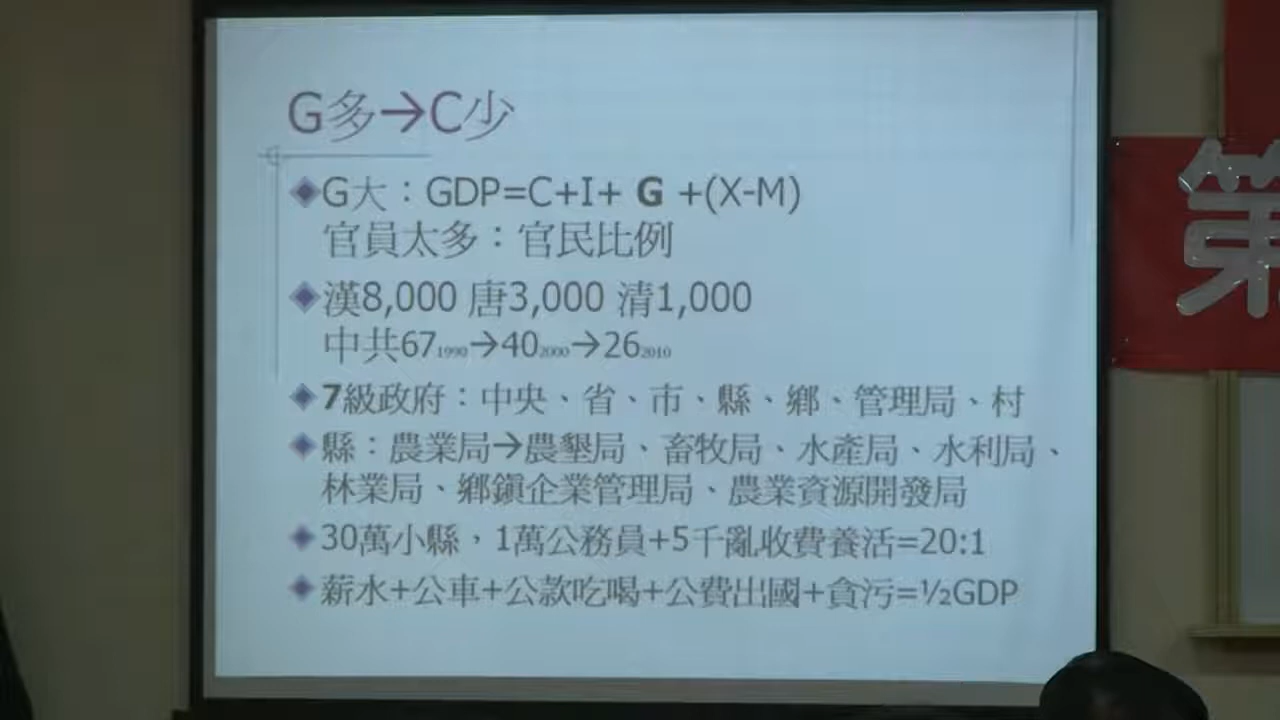 G多→C少
G大：GDP=C+I+ G +(X-M)
官員太多：官民比例
漢8,000 唐3,000 清1,000
中共671990→402000→262010
7級政府：中央、省、市、縣、鄉、管理局、村
縣：農業局→農墾局、畜牧局、水產局、水利局、
林業局、鄉鎮企業管理局、農業資源開發局
30萬小縣，1萬公務員+5千亂收費養活=20:1
薪水+公車+公款吃喝+公費出國+貪污=½GDP
第